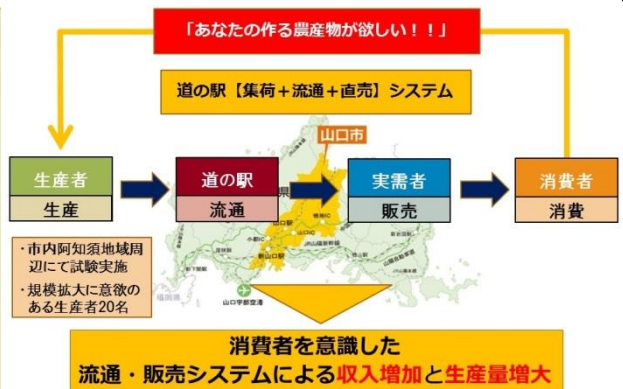 「あなたの作る農産物が欲しい！！」
道の駅【集荷＋流通＋直売】システム
山口市
生産者
生産
道の駅
流通
実需者
販売
消費者
消費
・市内阿知須地域周
辺にて試験実施
・規模拡大に意欲の
ある生産者20名
山口宇部空港
新山口駅
山口IC
小郡IC
消費者を意識した
流通・販売システムによる収入増加と生産量増大